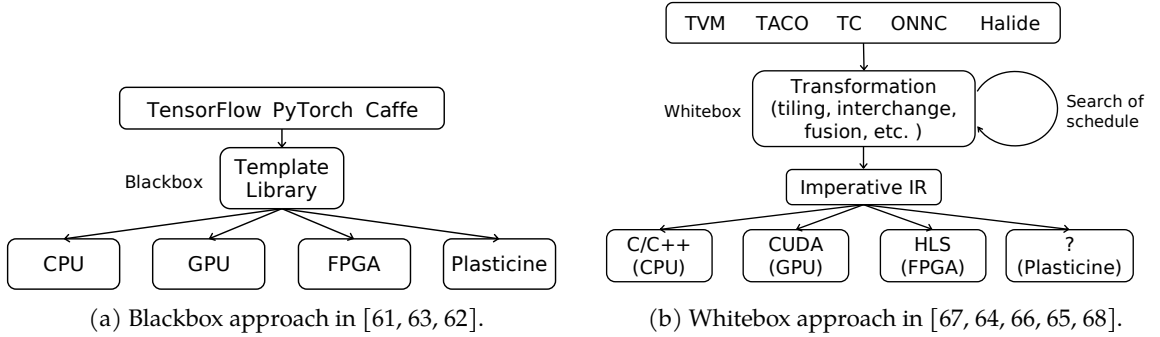 TensorFlow PyTorch Caffe
Blackbox
Template
Library
CPU GPU FPGA Plasticine
(a) Blackbox approach in [61, 63, 62].
TVM TACO TC ONNC Halide
Whitebox
Transformation
(tiling, interchange,
fusion, etc. )
Search of
schedule
Imperative IR
C/C++
(CPU)
CUDA
(GPU)
HLS
(FPGA)
?
(Plasticine)
(b) Whitebox approach in [67, 64, 66, 65, 68].